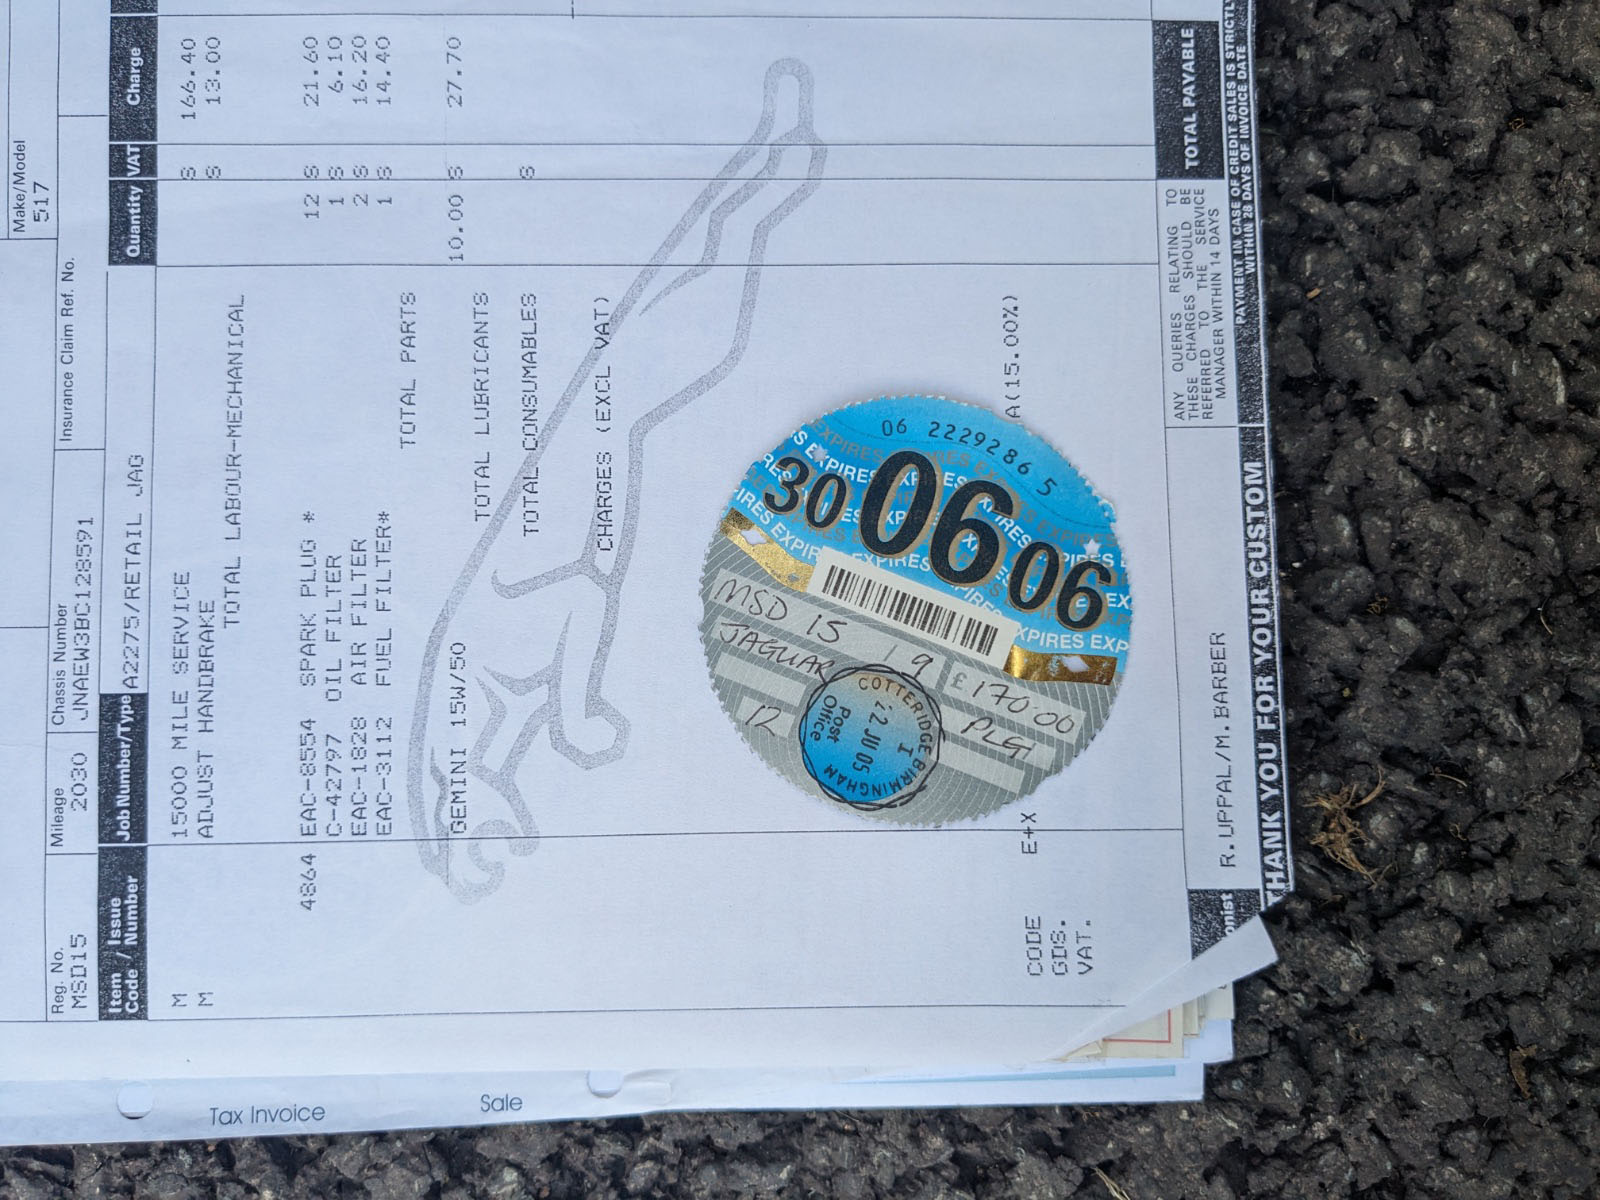 Make/Model
517
Insurance Claim Ref. No.
Chassis Number
JNAEW3BC128591
Mileage
2030
Reg. No.
MSD15
Item Code / Issue Number
Job Number/Type A2275/RETAIL JAG
Quantity VAT Charge
M 15000 MILE SERVICE S 166.40
M ADJUST HANDBRAKE S 13.00
TOTAL LABOUR-MECHANICAL
4864 EAC-8554 SPARK PLUG * 12 S 21.60
C-42797 OIL FILTER 1 S 6.10
EAC-1828 AIR FILTER 2 S 16.20
EAC-3112 FUEL FILTER* 1 S 14.40
TOTAL PARTS
GEMINI 15W/50 10.00 S 27.70
TOTAL LUBRICANTS
TOTAL CONSUMABLES S
CHARGES (EXCL VAT)
CODE E+X A(15.00%)
GDS.
VAT.
ANY QUERIES RELATING TO
THESE CHARGES SHOULD BE
REFERRED TO THE SERVICE
MANAGER WITHIN 14 DAYS
TOTAL PAYABLE
R.UPPAL/M.BARBER
PAYMENT IN CASE OF CREDIT SALES IS STRICTLY
WITHIN 28 DAYS OF INVOICE DATE
THANK YOU FOR YOUR CUSTOM
Tax Invoice
Sale
06 2229286 5
EXPIRES
30 06 06
MSD 15
JAGUAR 19 £170.00
12 PLG
COTTERIDGE BIRMINGHAM
Post Office
22 JU 05
1